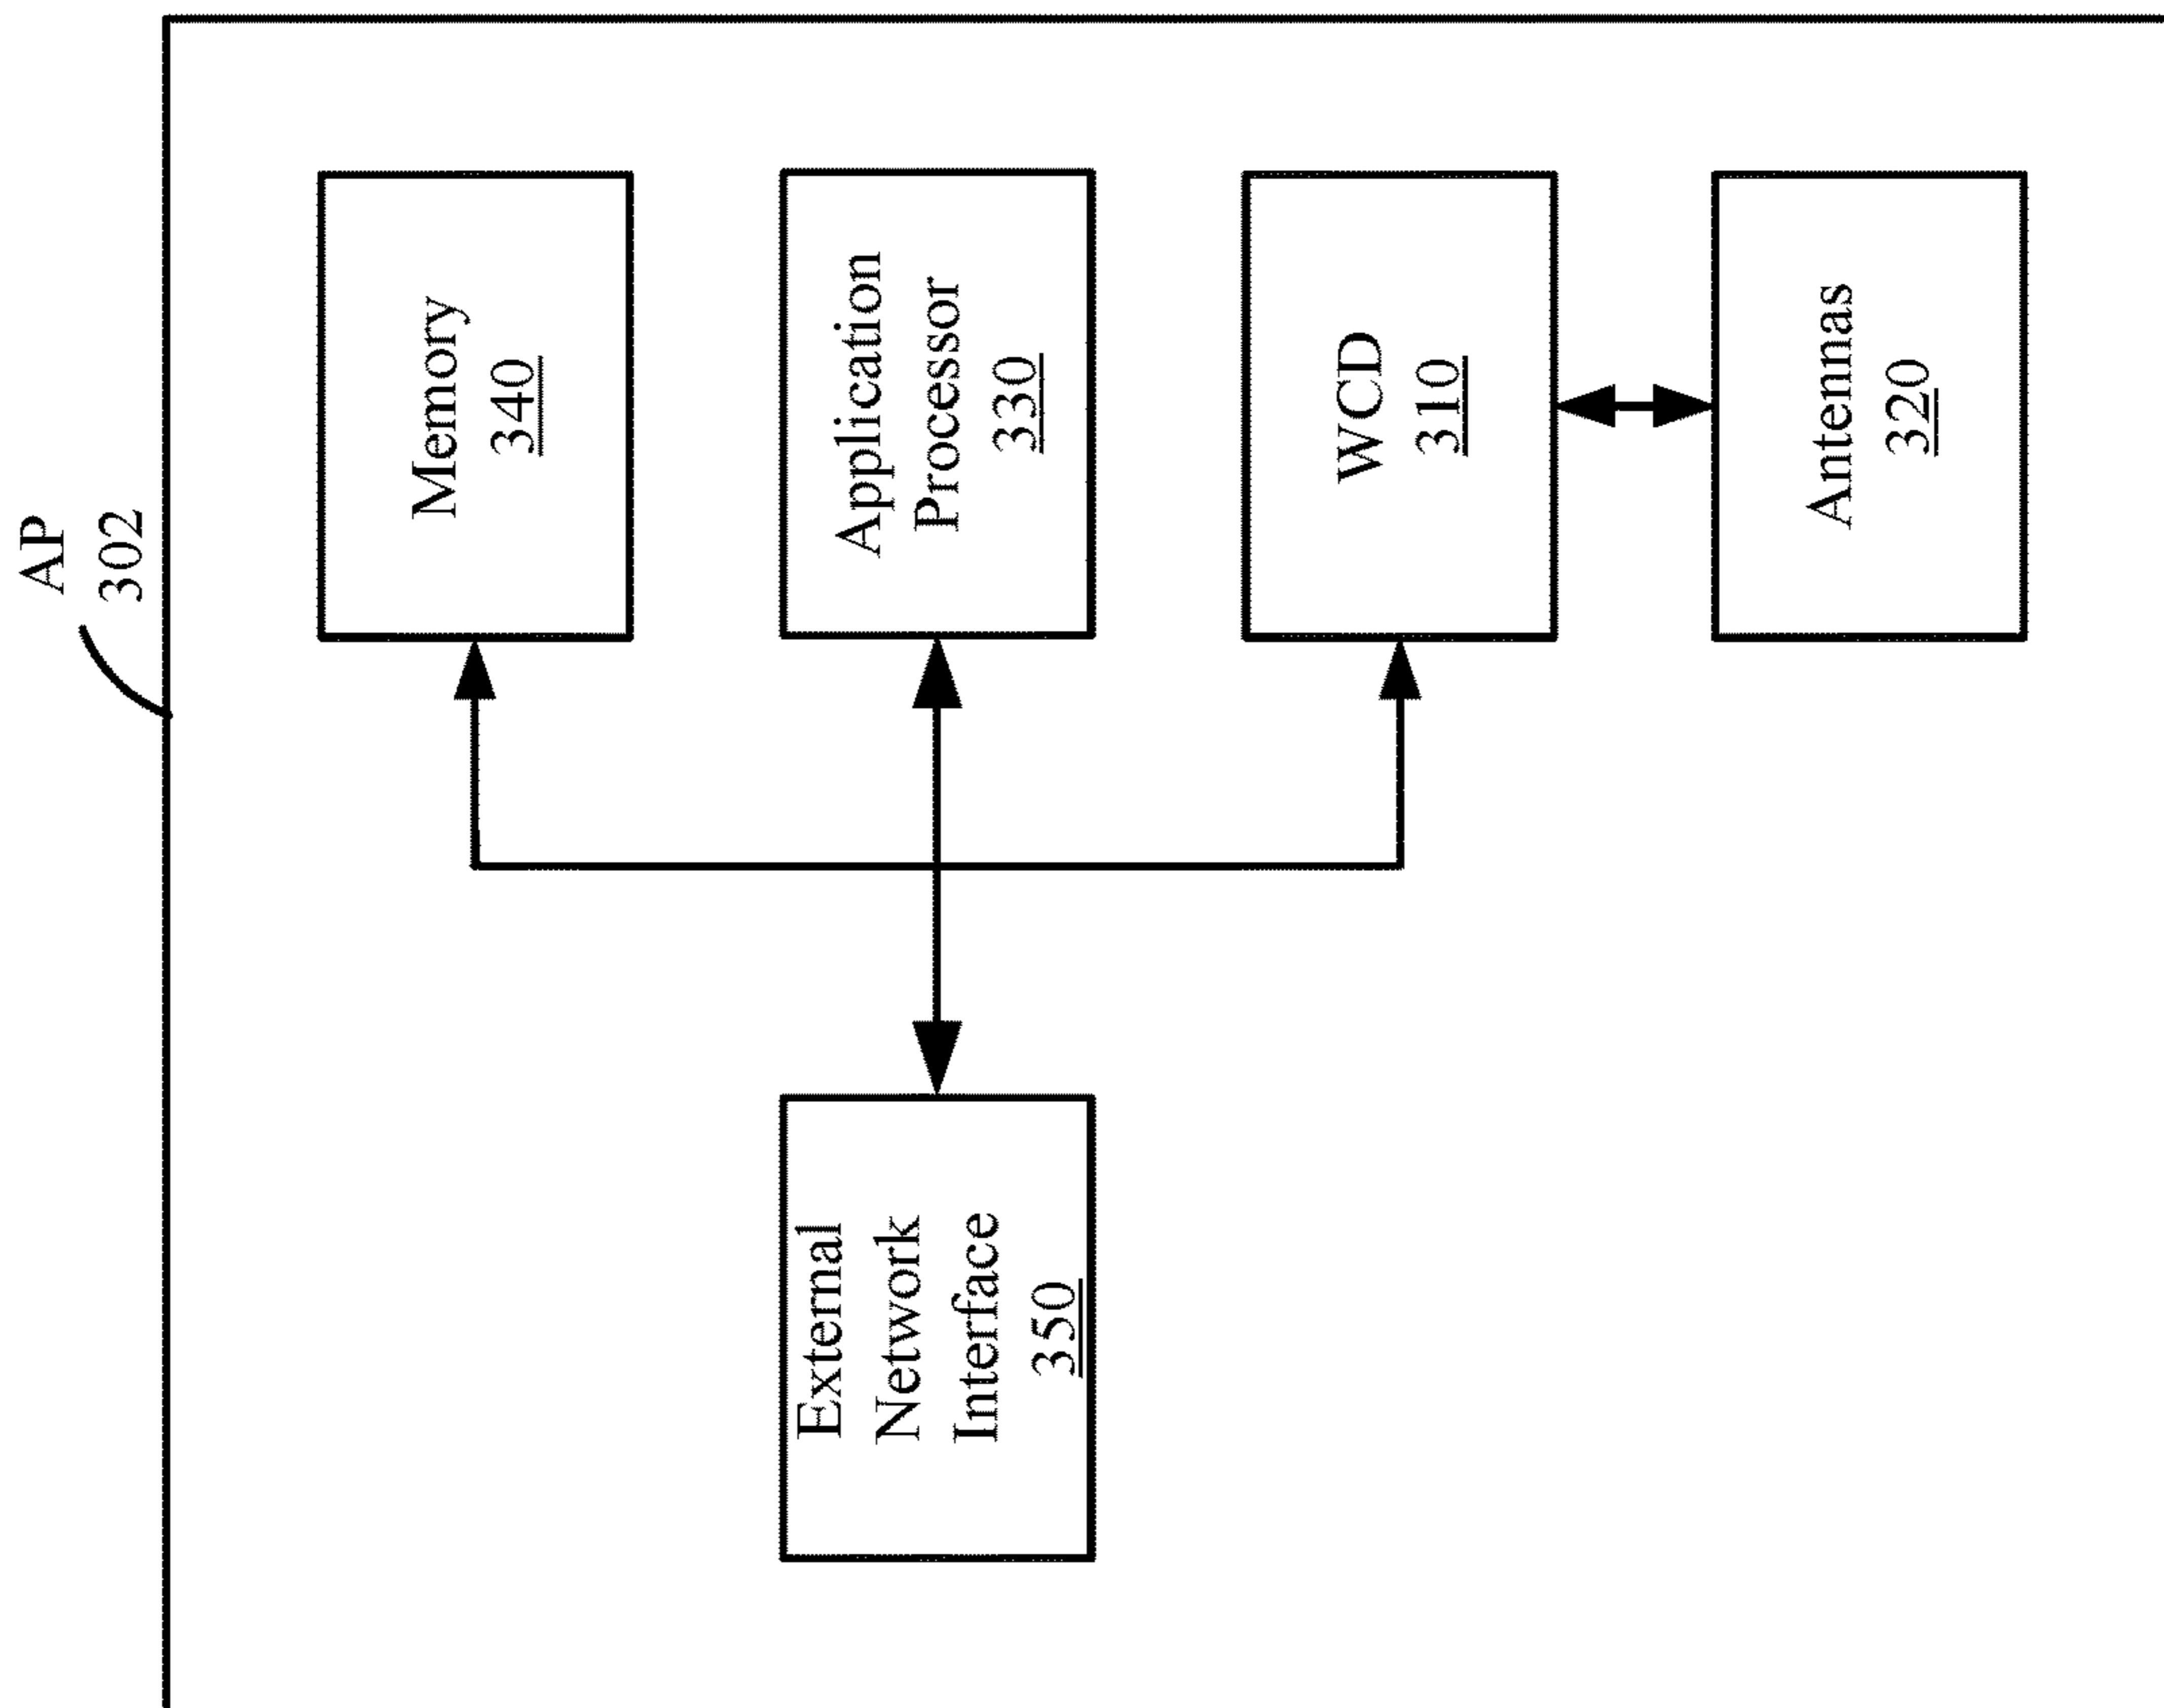 AP
302
Memory
340
Application
Processor
330
WCD
310
Antennas
320
External
Network
Interface
350